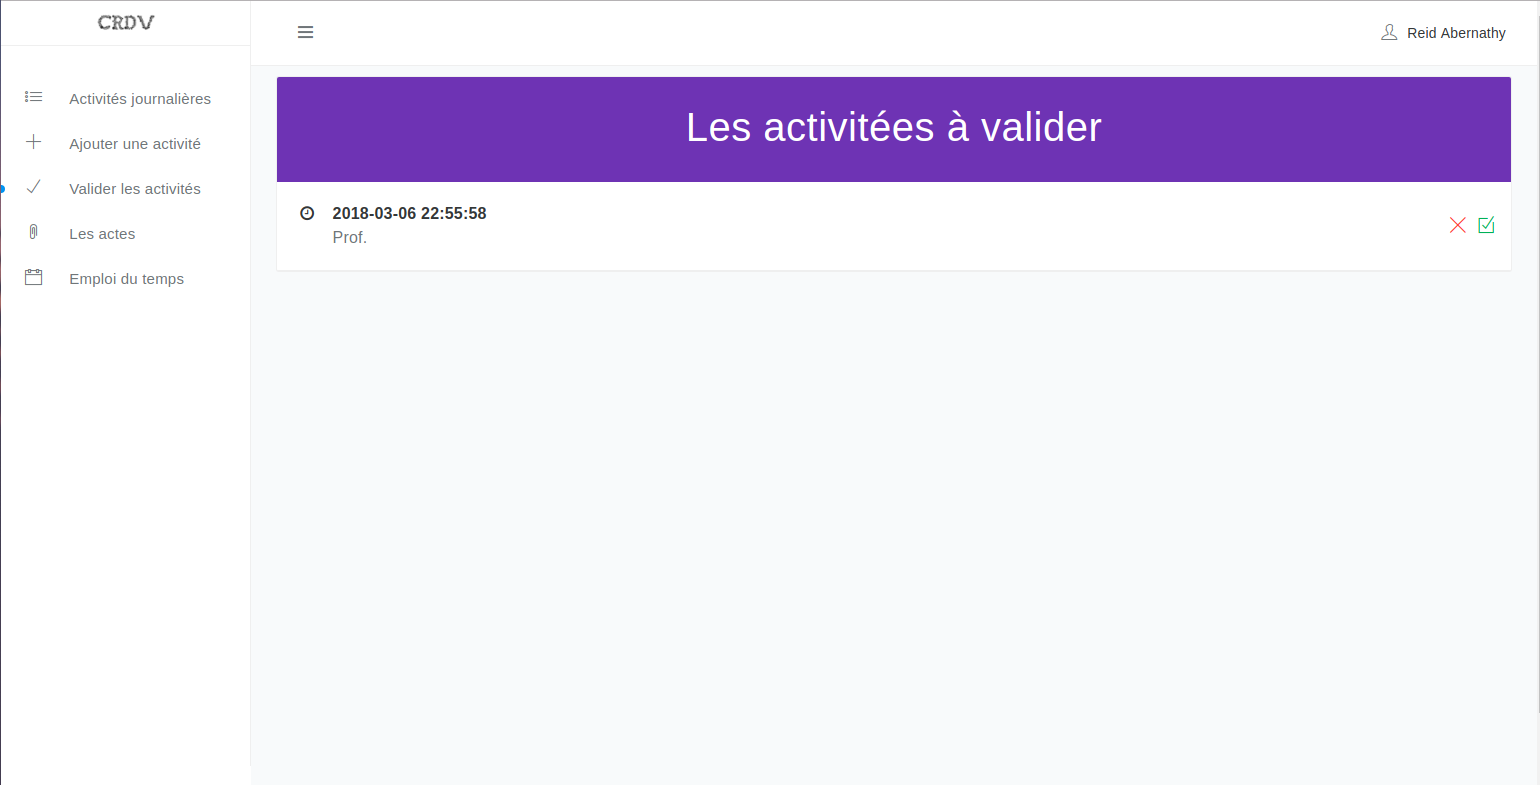 CRDV
Reid Abernathy
Activités journalières
Ajouter une activité
Valider les activités
Les actes
Emploi du temps
Les activitées à valider
2018-03-06 22:55:58
Prof.